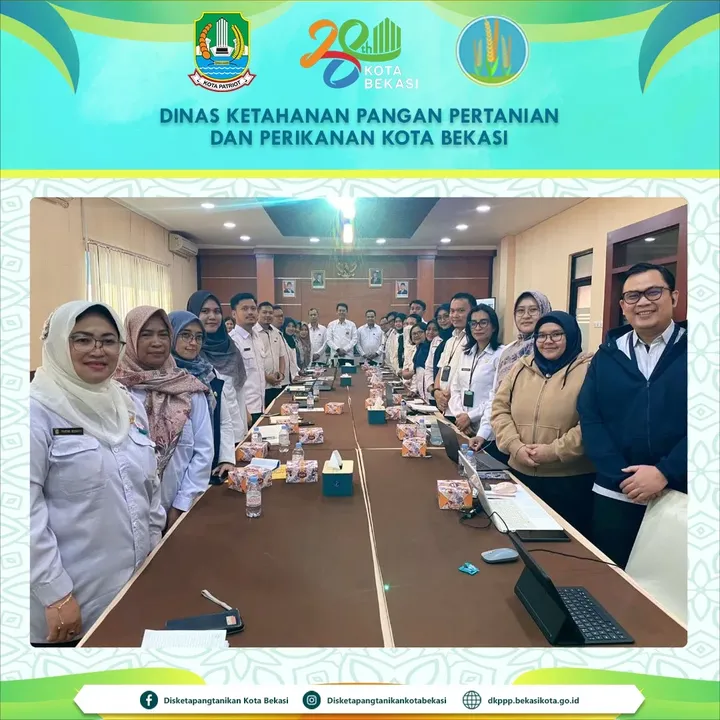 KOTA PATRIOT
28th
KOTA
BEKASI
DINAS KETAHANAN PANGAN PERTANIAN
DAN PERIKANAN KOTA BEKASI
Disketapangtanikan Kota Bekasi
Disketapangtanikankotabekasi
dkppp.bekasikota.go.id